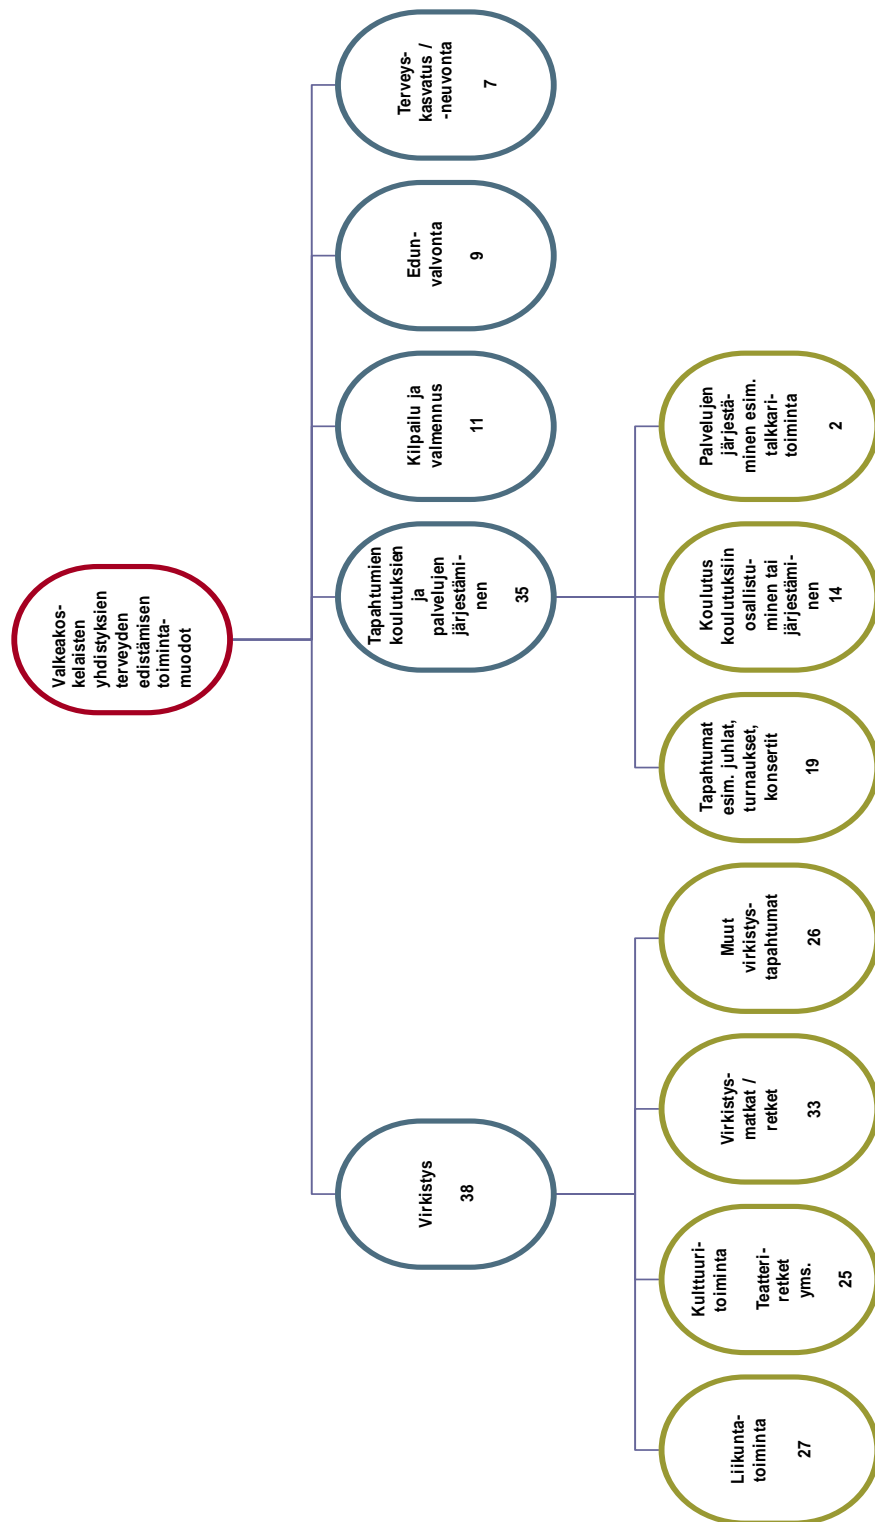 Valkeakos-
kelaisten
yhdistyksien
terveyden
edistämisen
toiminta-
muodot
Virkistys
38
Tapahtumien
koulutuksien
ja
palvelujen
järjestämi-
nen
35
Kilpailu ja
valmennus
11
Edun-
valvonta
9
Terveys-
kasvatus /
-neuvonta
7
Liikunta-
toiminta
27
Kulttuuri-
toiminta
Teatteri-
retket
yms.
25
Virkistys-
matkat /
retket
33
Muut
virkistys-
tapahtumat
26
Tapahtumat
esim. juhlat,
turnaukset,
konsertit
19
Koulutus
koulutuksiin
osallistu-
minen tai
järjestämi-
nen
14
Palvelujen
järjestä-
minen esim.
talkkari-
toiminta
2